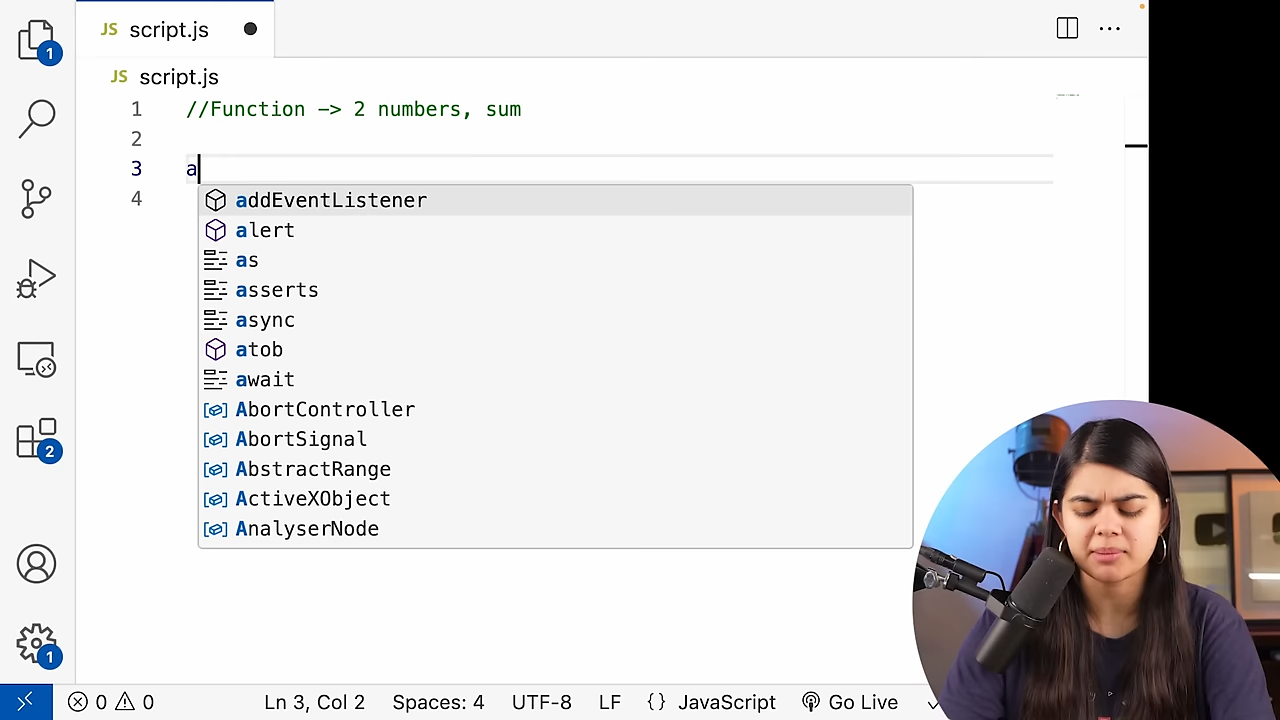 JS script.js
JS script.js
1 //Function -> 2 numbers, sum
2
3 a
4
addEventListener
alert
as
asserts
async
atob
await
AbortController
AbortSignal
AbstractRange
ActiveXObject
AnalyserNode
1
2
1
0 0 Ln 3, Col 2 Spaces: 4 UTF-8 LF {} JavaScript Go Live